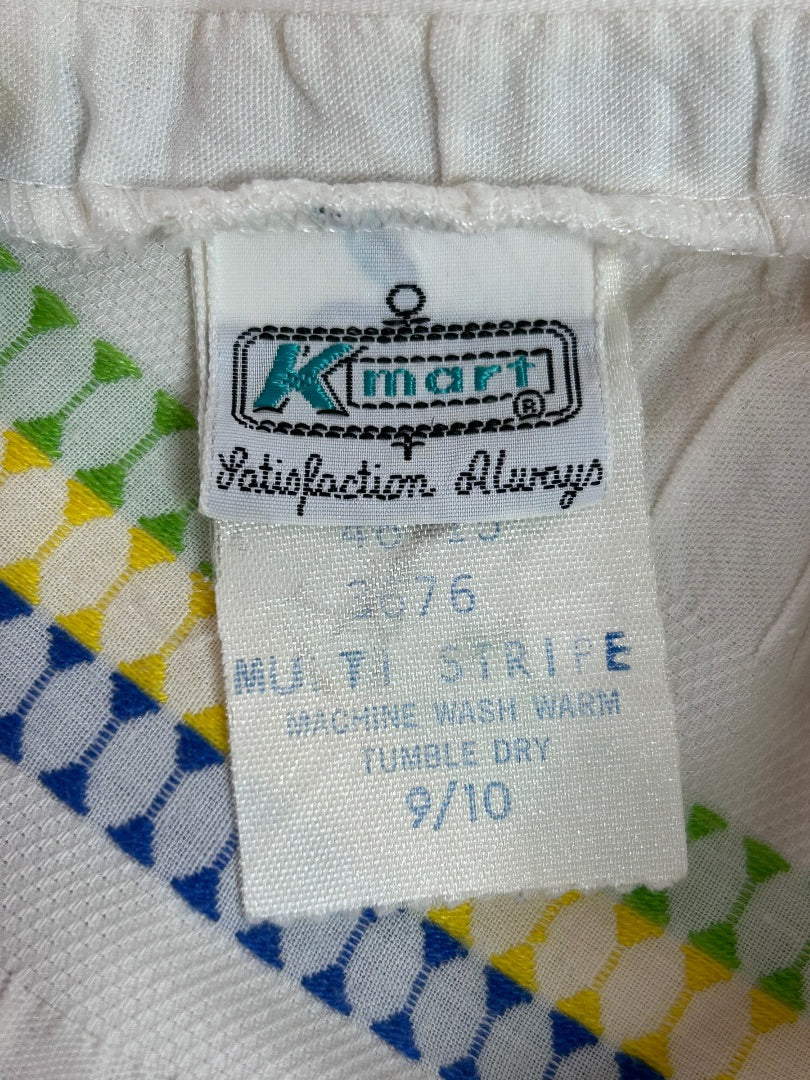 Kmart ®
Satisfaction Always
MULTI STRIPE
MACHINE WASH WARM
TUMBLE DRY
9/10